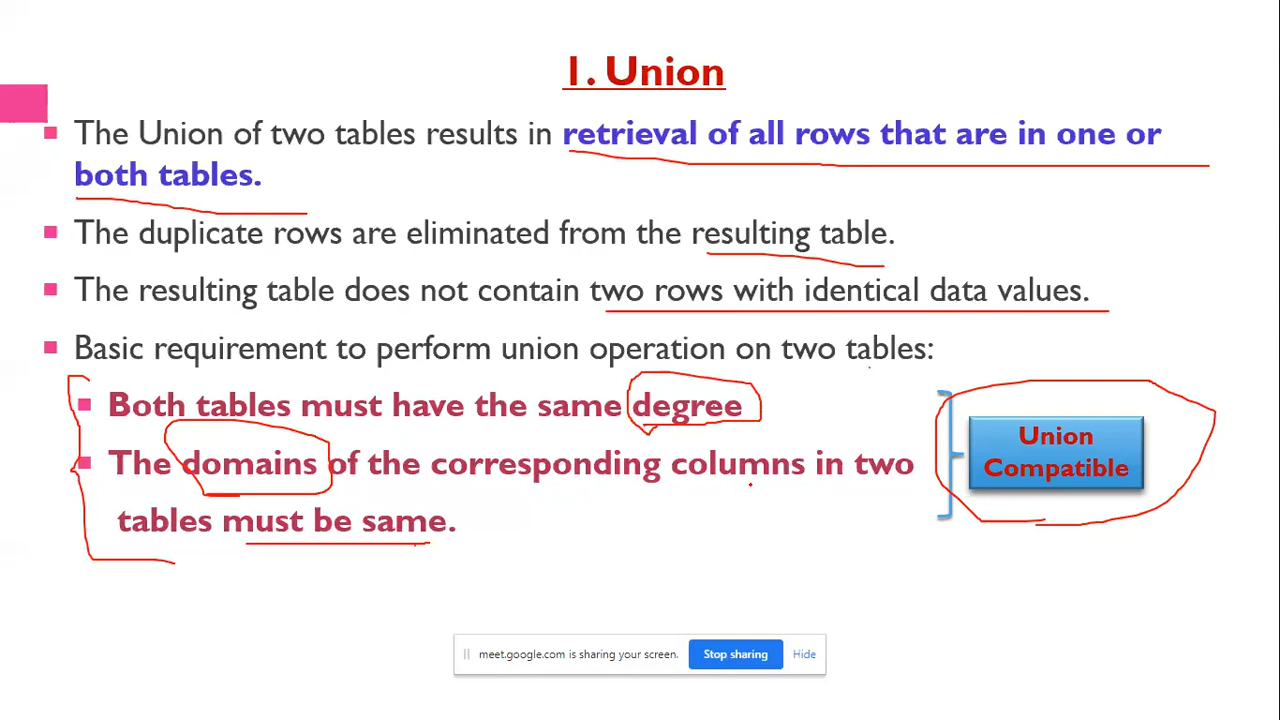 1. Union
The Union of two tables results in retrieval of all rows that are in one or
both tables.
The duplicate rows are eliminated from the resulting table.
The resulting table does not contain two rows with identical data values.
Basic requirement to perform union operation on two tables:
Both tables must have the same degree
The domains of the corresponding columns in two
tables must be same.
Union
Compatible
meet.google.com is sharing your screen. Stop sharing Hide